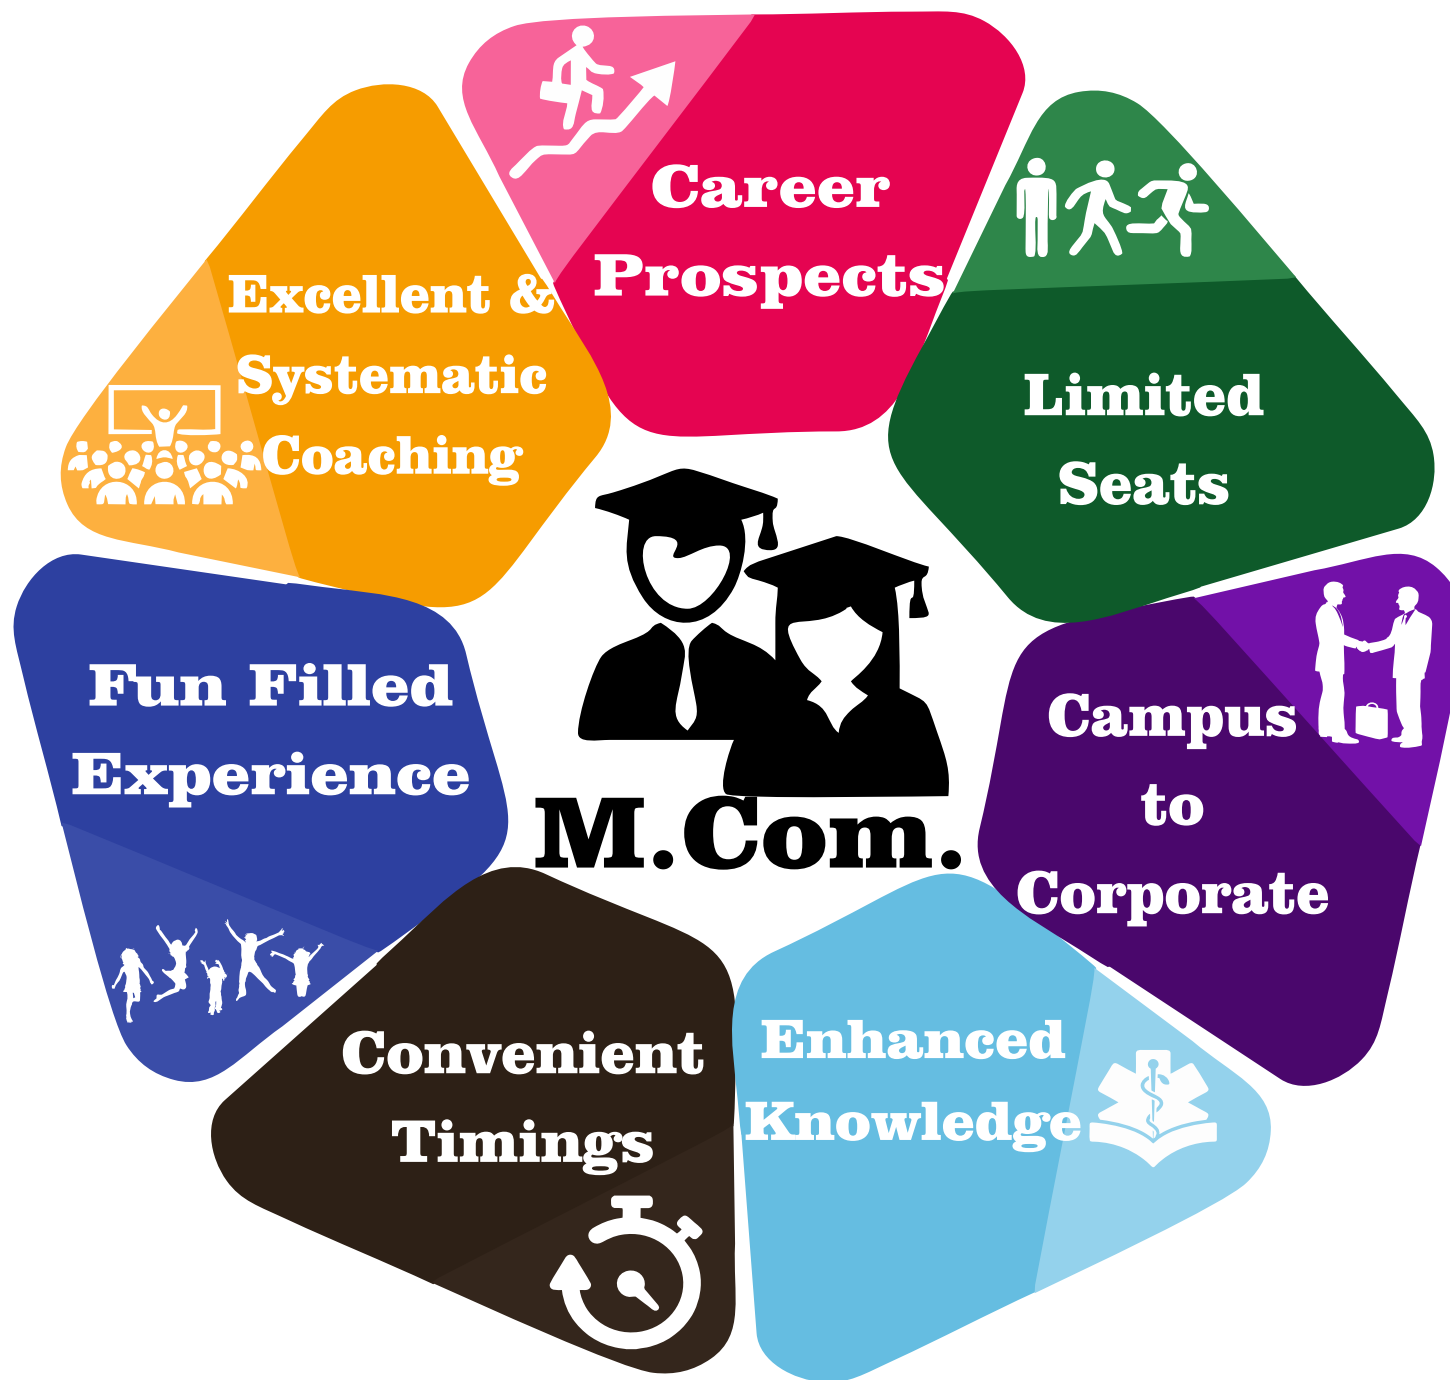 Career
Prospects
Limited
Seats
Campus
to
Corporate
Enhanced
Knowledge
Convenient
Timings
Fun Filled
Experience
Excellent &
Systematic
Coaching
M.Com.